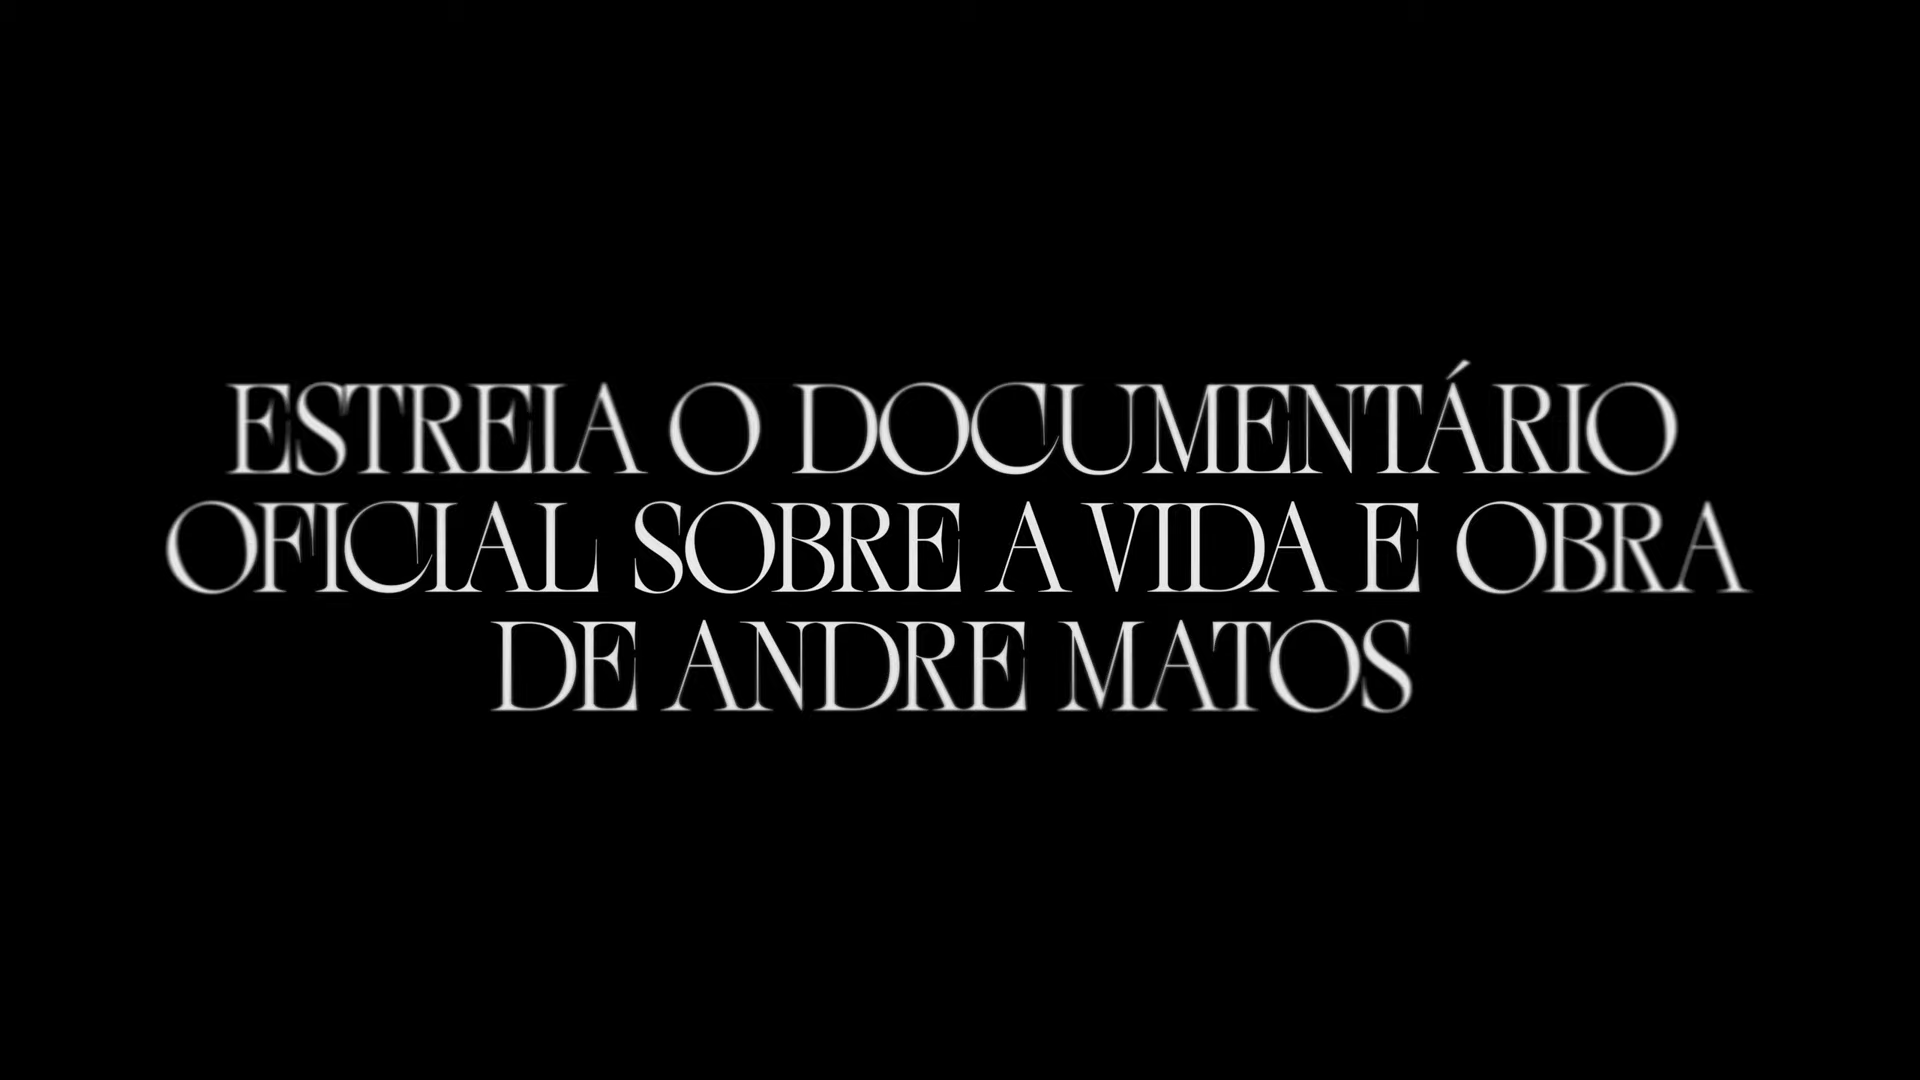 ESTREIA O DOCUMENTÁRIO
OFICIAL SOBRE A VIDA E OBRA
DE ANDRE MATOS